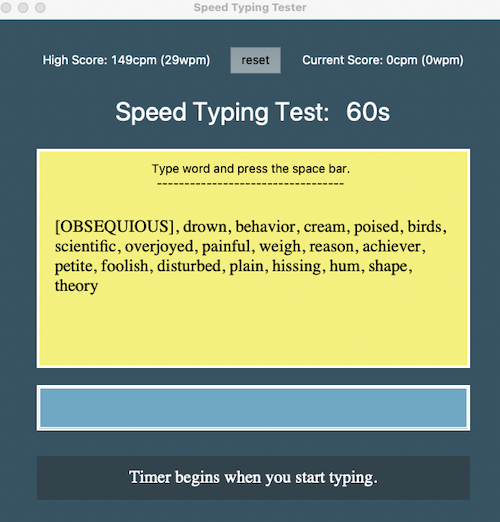 Speed Typing Tester
High Score: 149cpm (29wpm)
reset
Current Score: 0cpm (0wpm)
Speed Typing Test: 60s
Type word and press the space bar.
----------------------------------
[OBSEQUIOUS], drown, behavior, cream, poised, birds,
scientific, overjoyed, painful, weigh, reason, achiever,
petite, foolish, disturbed, plain, hissing, hum, shape,
theory
Timer begins when you start typing.